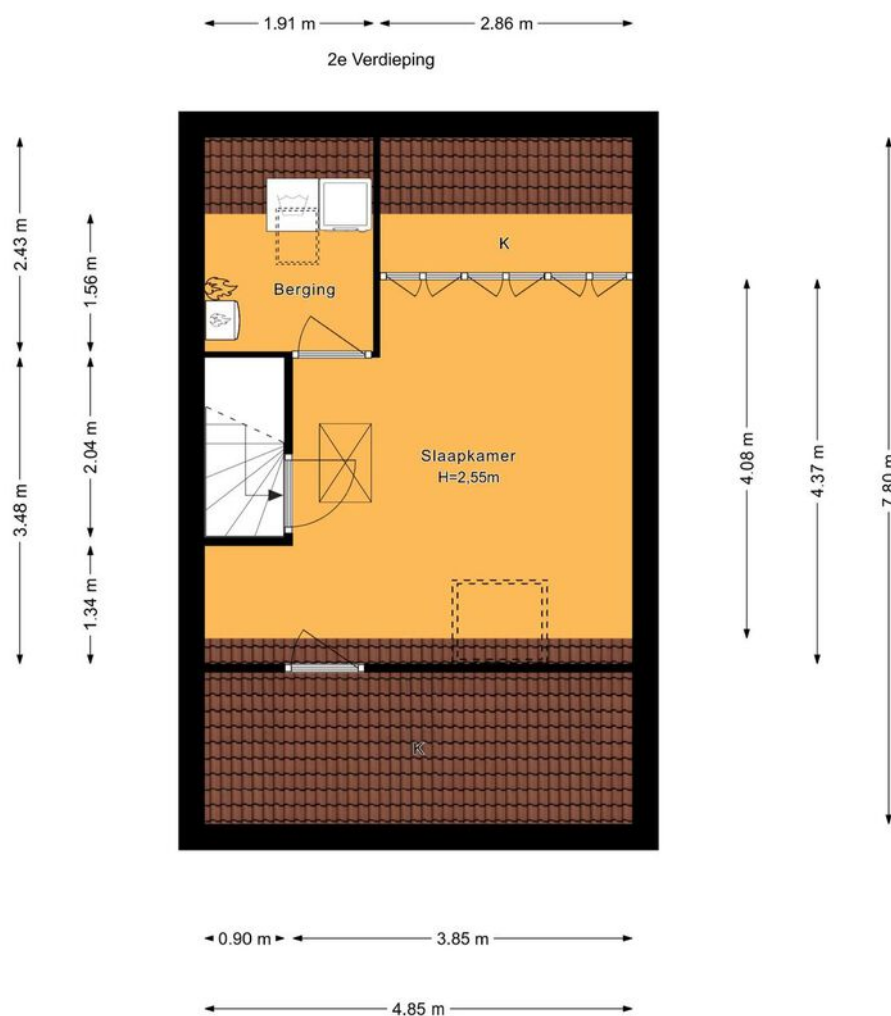 1.91 m
2.86 m
2e Verdieping
2.43 m
1.56 m
K
Berging
2.04 m
3.48 m
Slaapkamer
H=2,55m
4.08 m
4.37 m
7.80 m
1.34 m
K
0.90 m
3.85 m
4.85 m